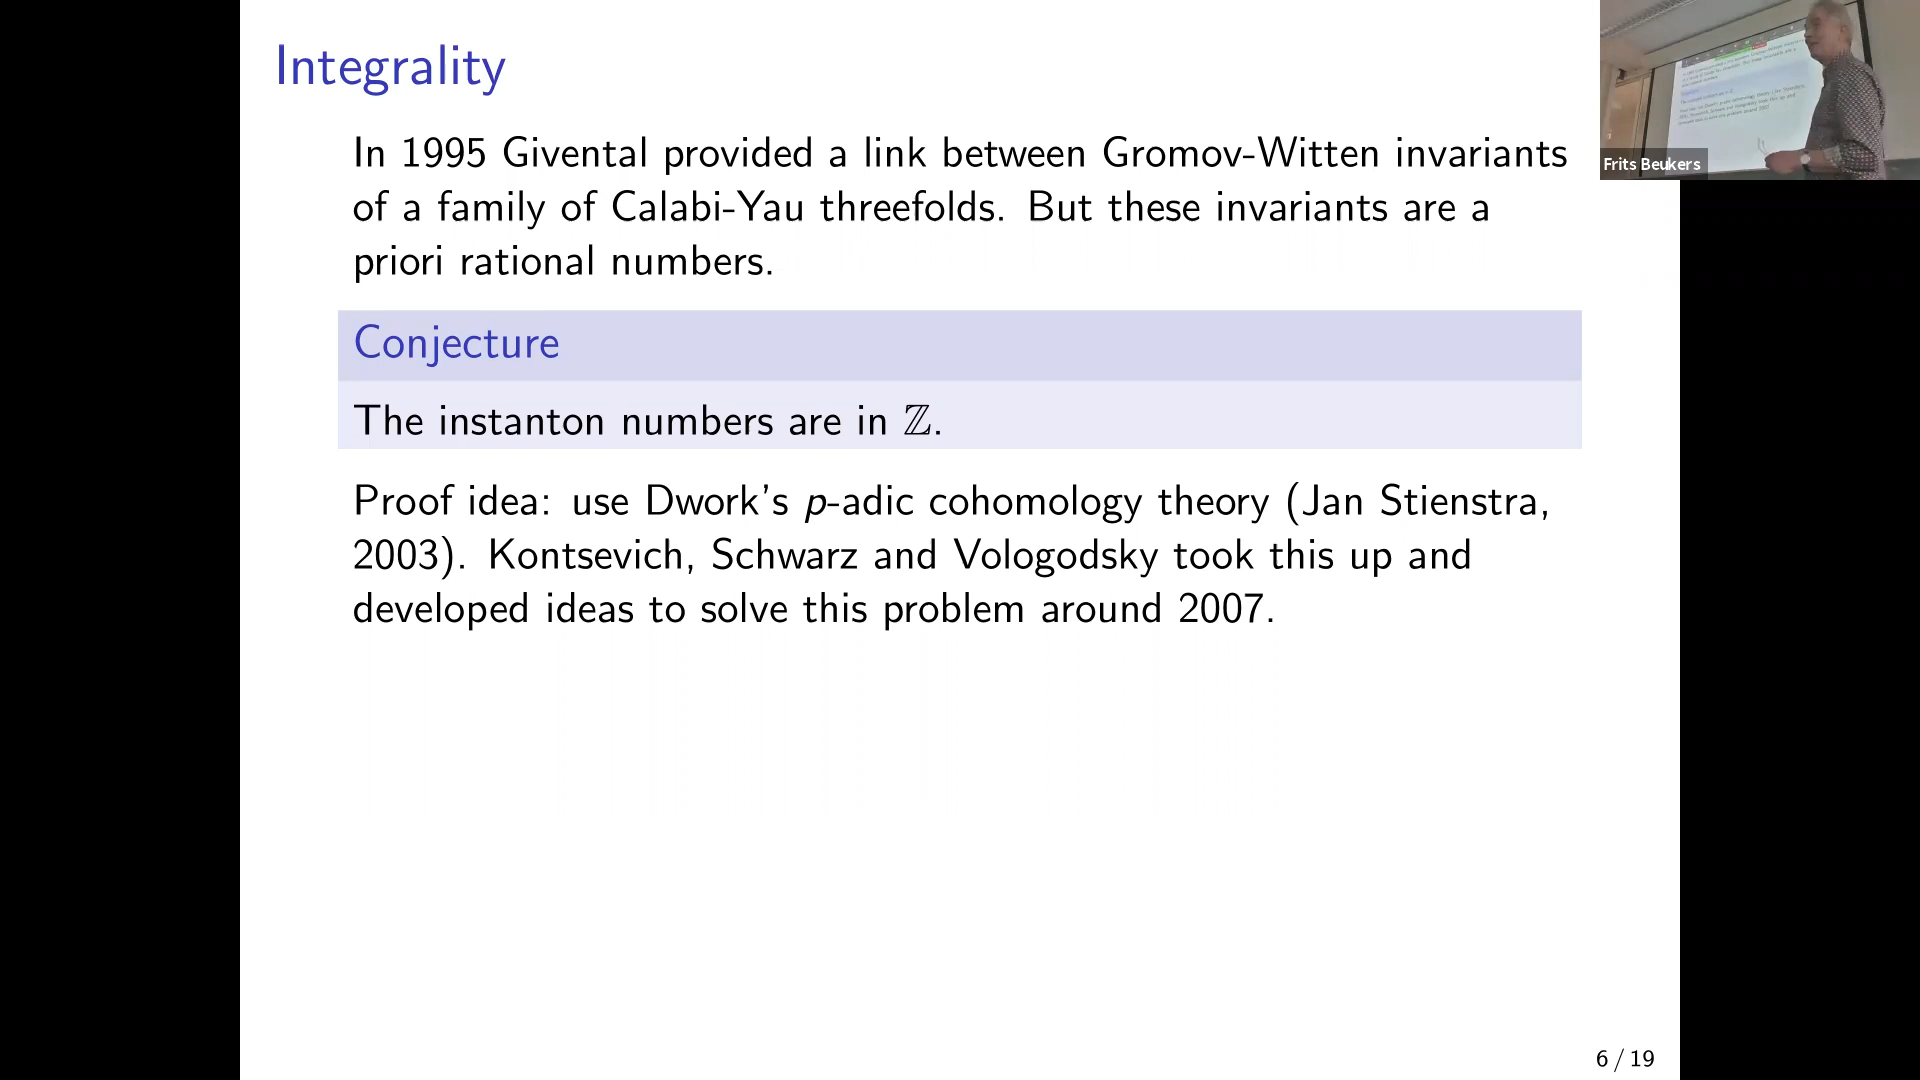 Integrality
In 1995 Givental provided a link between Gromov-Witten invariants
of a family of Calabi-Yau threefolds. But these invariants are a
priori rational numbers.
Conjecture
The instanton numbers are in ℤ.
Proof idea: use Dwork's p-adic cohomology theory (Jan Stienstra,
2003). Kontsevich, Schwarz and Vologodsky took this up and
developed ideas to solve this problem around 2007.
6 / 19
Frits Beukers